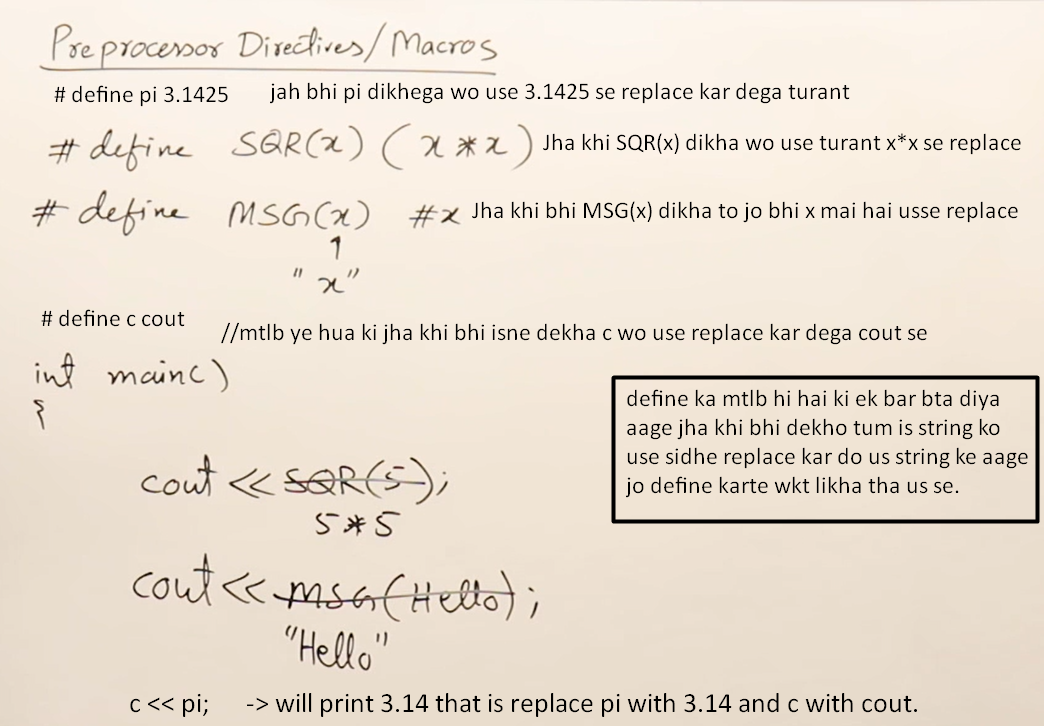 Preprocessor Directives/Macros
# define pi 3.1425 jah bhi pi dikhega wo use 3.1425 se replace kar dega turant
# define SQR(x) (x*x) Jha khi SQR(x) dikha wo use turant x*x se replace
# define MSG(x) #x Jha khi bhi MSG(x) dikha to jo bhi x mai hai usse replace
"x"
# define c cout //mtlb ye hua ki jha khi bhi isne dekha c wo use replace kar dega cout se
int main()
{
define ka mtlb hi hai ki ek bar bta diya
aage jha khi bhi dekho tum is string ko
use sidhe replace kar do us string ke aage
jo define karte wkt likha tha us se.
cout << SQR(5);
5*5
cout << MSG(Hello);
"Hello"
c << pi; -> will print 3.14 that is replace pi with 3.14 and c with cout.